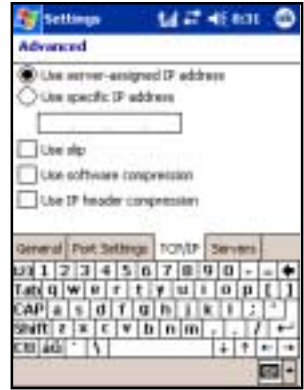 Settings 8:31 ok
Advanced
Use server-assigned IP address
Use specific IP address
Use slip
Use software compression
Use IP header compression
General Port Settings TCP/IP Servers
123 1 2 3 4 5 6 7 8 9 0 - =
Tab q w e r t y u i o p [ ]
CAP a s d f g h j k l ; '
Shift z x c v b n m , . /
Ctl áü ` \